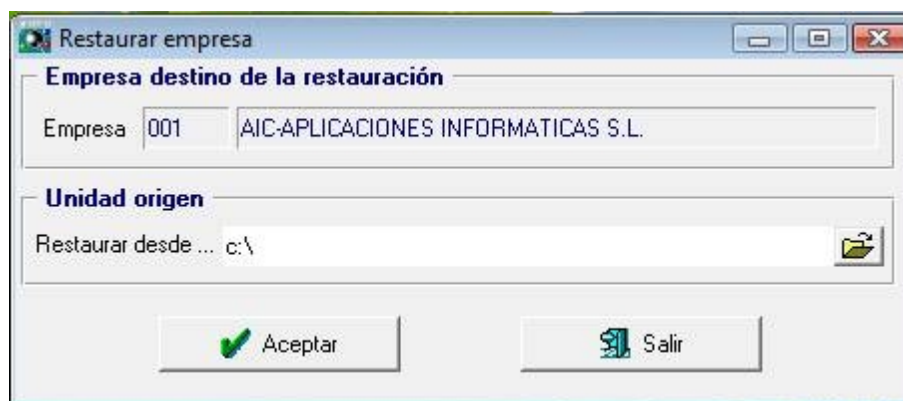 Restaurar empresa
Empresa destino de la restauración
Empresa 001 AIC-APLICACIONES INFORMATICAS S.L.
Unidad origen
Restaurar desde ... c:\
Aceptar Salir